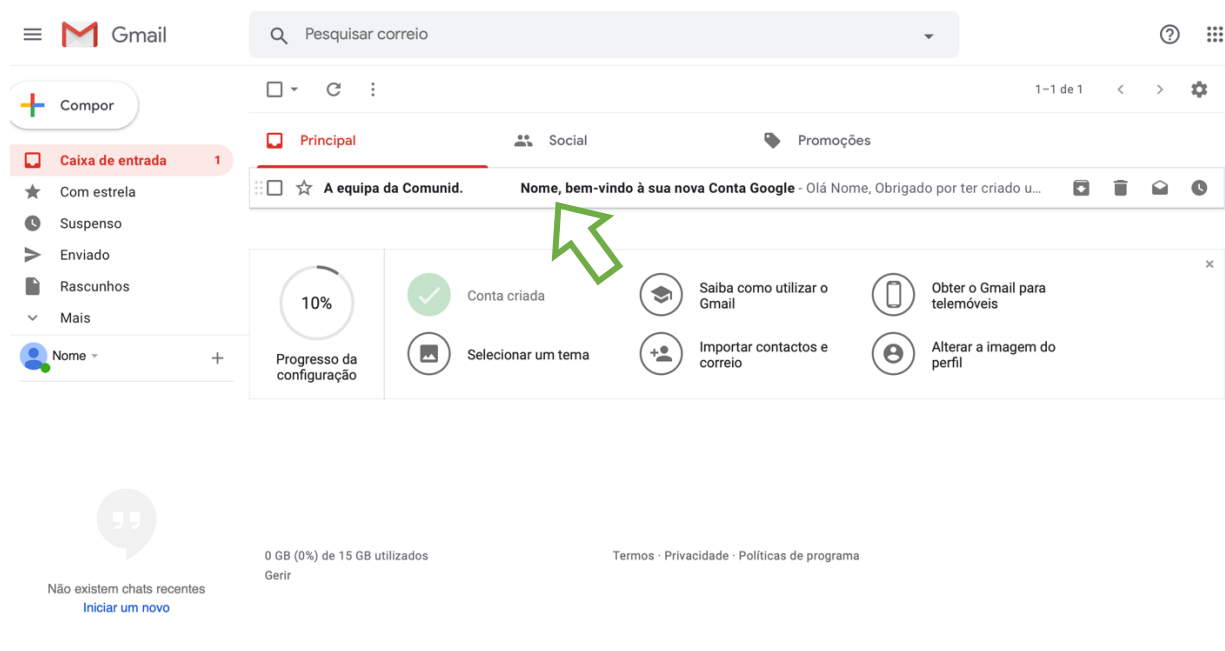 Gmail
Pesquisar correio
Compor
1–1 de 1
Principal
Social
Promoções
Caixa de entrada 1
A equipa da Comunid. Nome, bem-vindo à sua nova Conta Google - Olá Nome, Obrigado por ter criado u...
Com estrela
Suspenso
Enviado
Rascunhos
Mais
Nome
10%
Progresso da
configuração
Conta criada
Saiba como utilizar o
Gmail
Obter o Gmail para
telemóveis
Selecionar um tema
Importar contactos e
correio
Alterar a imagem do
perfil
0 GB (0%) de 15 GB utilizados
Gerir
Termos · Privacidade · Políticas de programa
Não existem chats recentes
Iniciar um novo